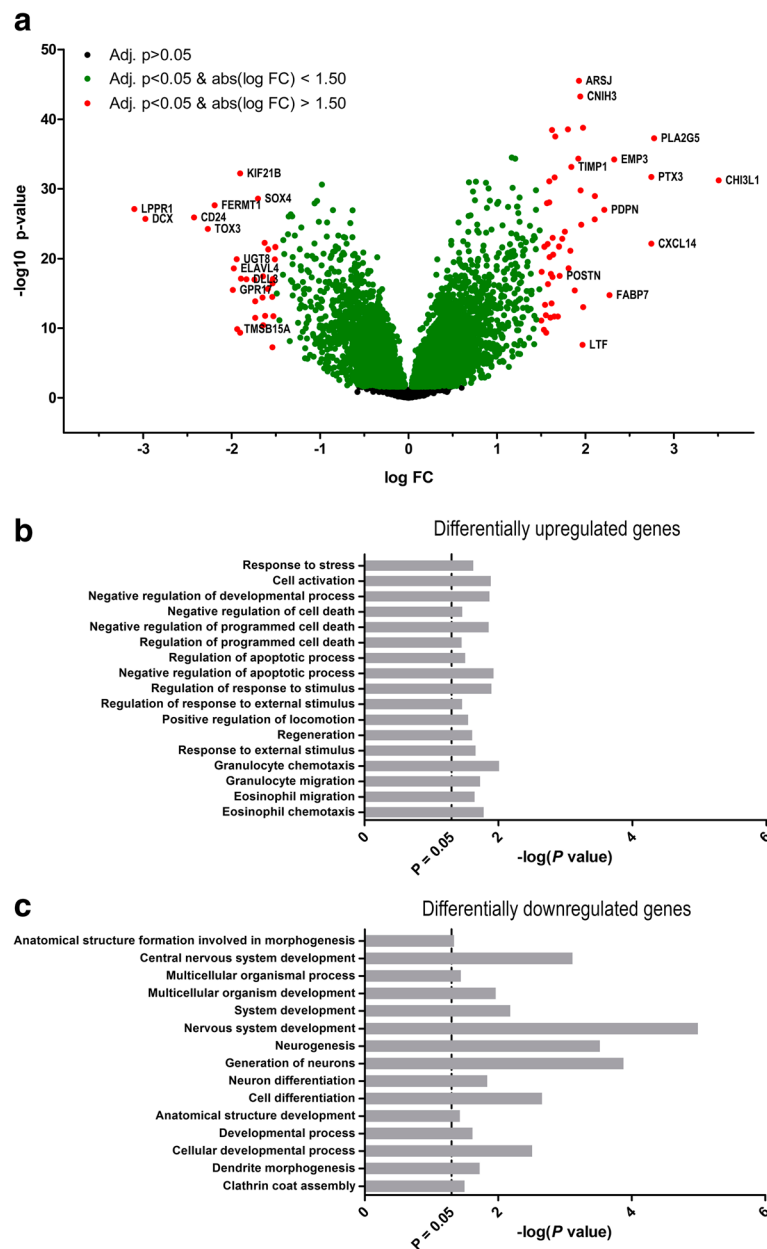 a
Adj. p>0.05
Adj. p<0.05 & abs(log FC) < 1.50
Adj. p<0.05 & abs(log FC) > 1.50
50
40
30
20
10
0
-log10 p-value
ARSJ
CNIH3
PLA2G5
EMP3
TIMP1
PTX3
CHI3L1
PDPN
CXCL14
POSTN
FABP7
LTF
KIF21B
SOX4
LPPR1
FERMT1
DCX
CD24
TOX3
UGT8
ELAVL4
DLL3
GPR17
TMSB15A
-3 -2 -1 0 1 2 3
log FC
b
Differentially upregulated genes
Response to stress
Cell activation
Negative regulation of developmental process
Negative regulation of cell death
Negative regulation of programmed cell death
Regulation of programmed cell death
Regulation of apoptotic process
Negative regulation of apoptotic process
Regulation of response to stimulus
Regulation of response to external stimulus
Positive regulation of locomotion
Regeneration
Response to external stimulus
Granulocyte chemotaxis
Granulocyte migration
Eosinophil migration
Eosinophil chemotaxis
0 P = 0.05 2 4 6
-log(P value)
c
Differentially downregulated genes
Anatomical structure formation involved in morphogenesis
Central nervous system development
Multicellular organismal process
Multicellular organism development
System development
Nervous system development
Neurogenesis
Generation of neurons
Neuron differentiation
Cell differentiation
Anatomical structure development
Developmental process
Cellular developmental process
Dendrite morphogenesis
Clathrin coat assembly
0 P = 0.05 2 4 6
-log(P value)